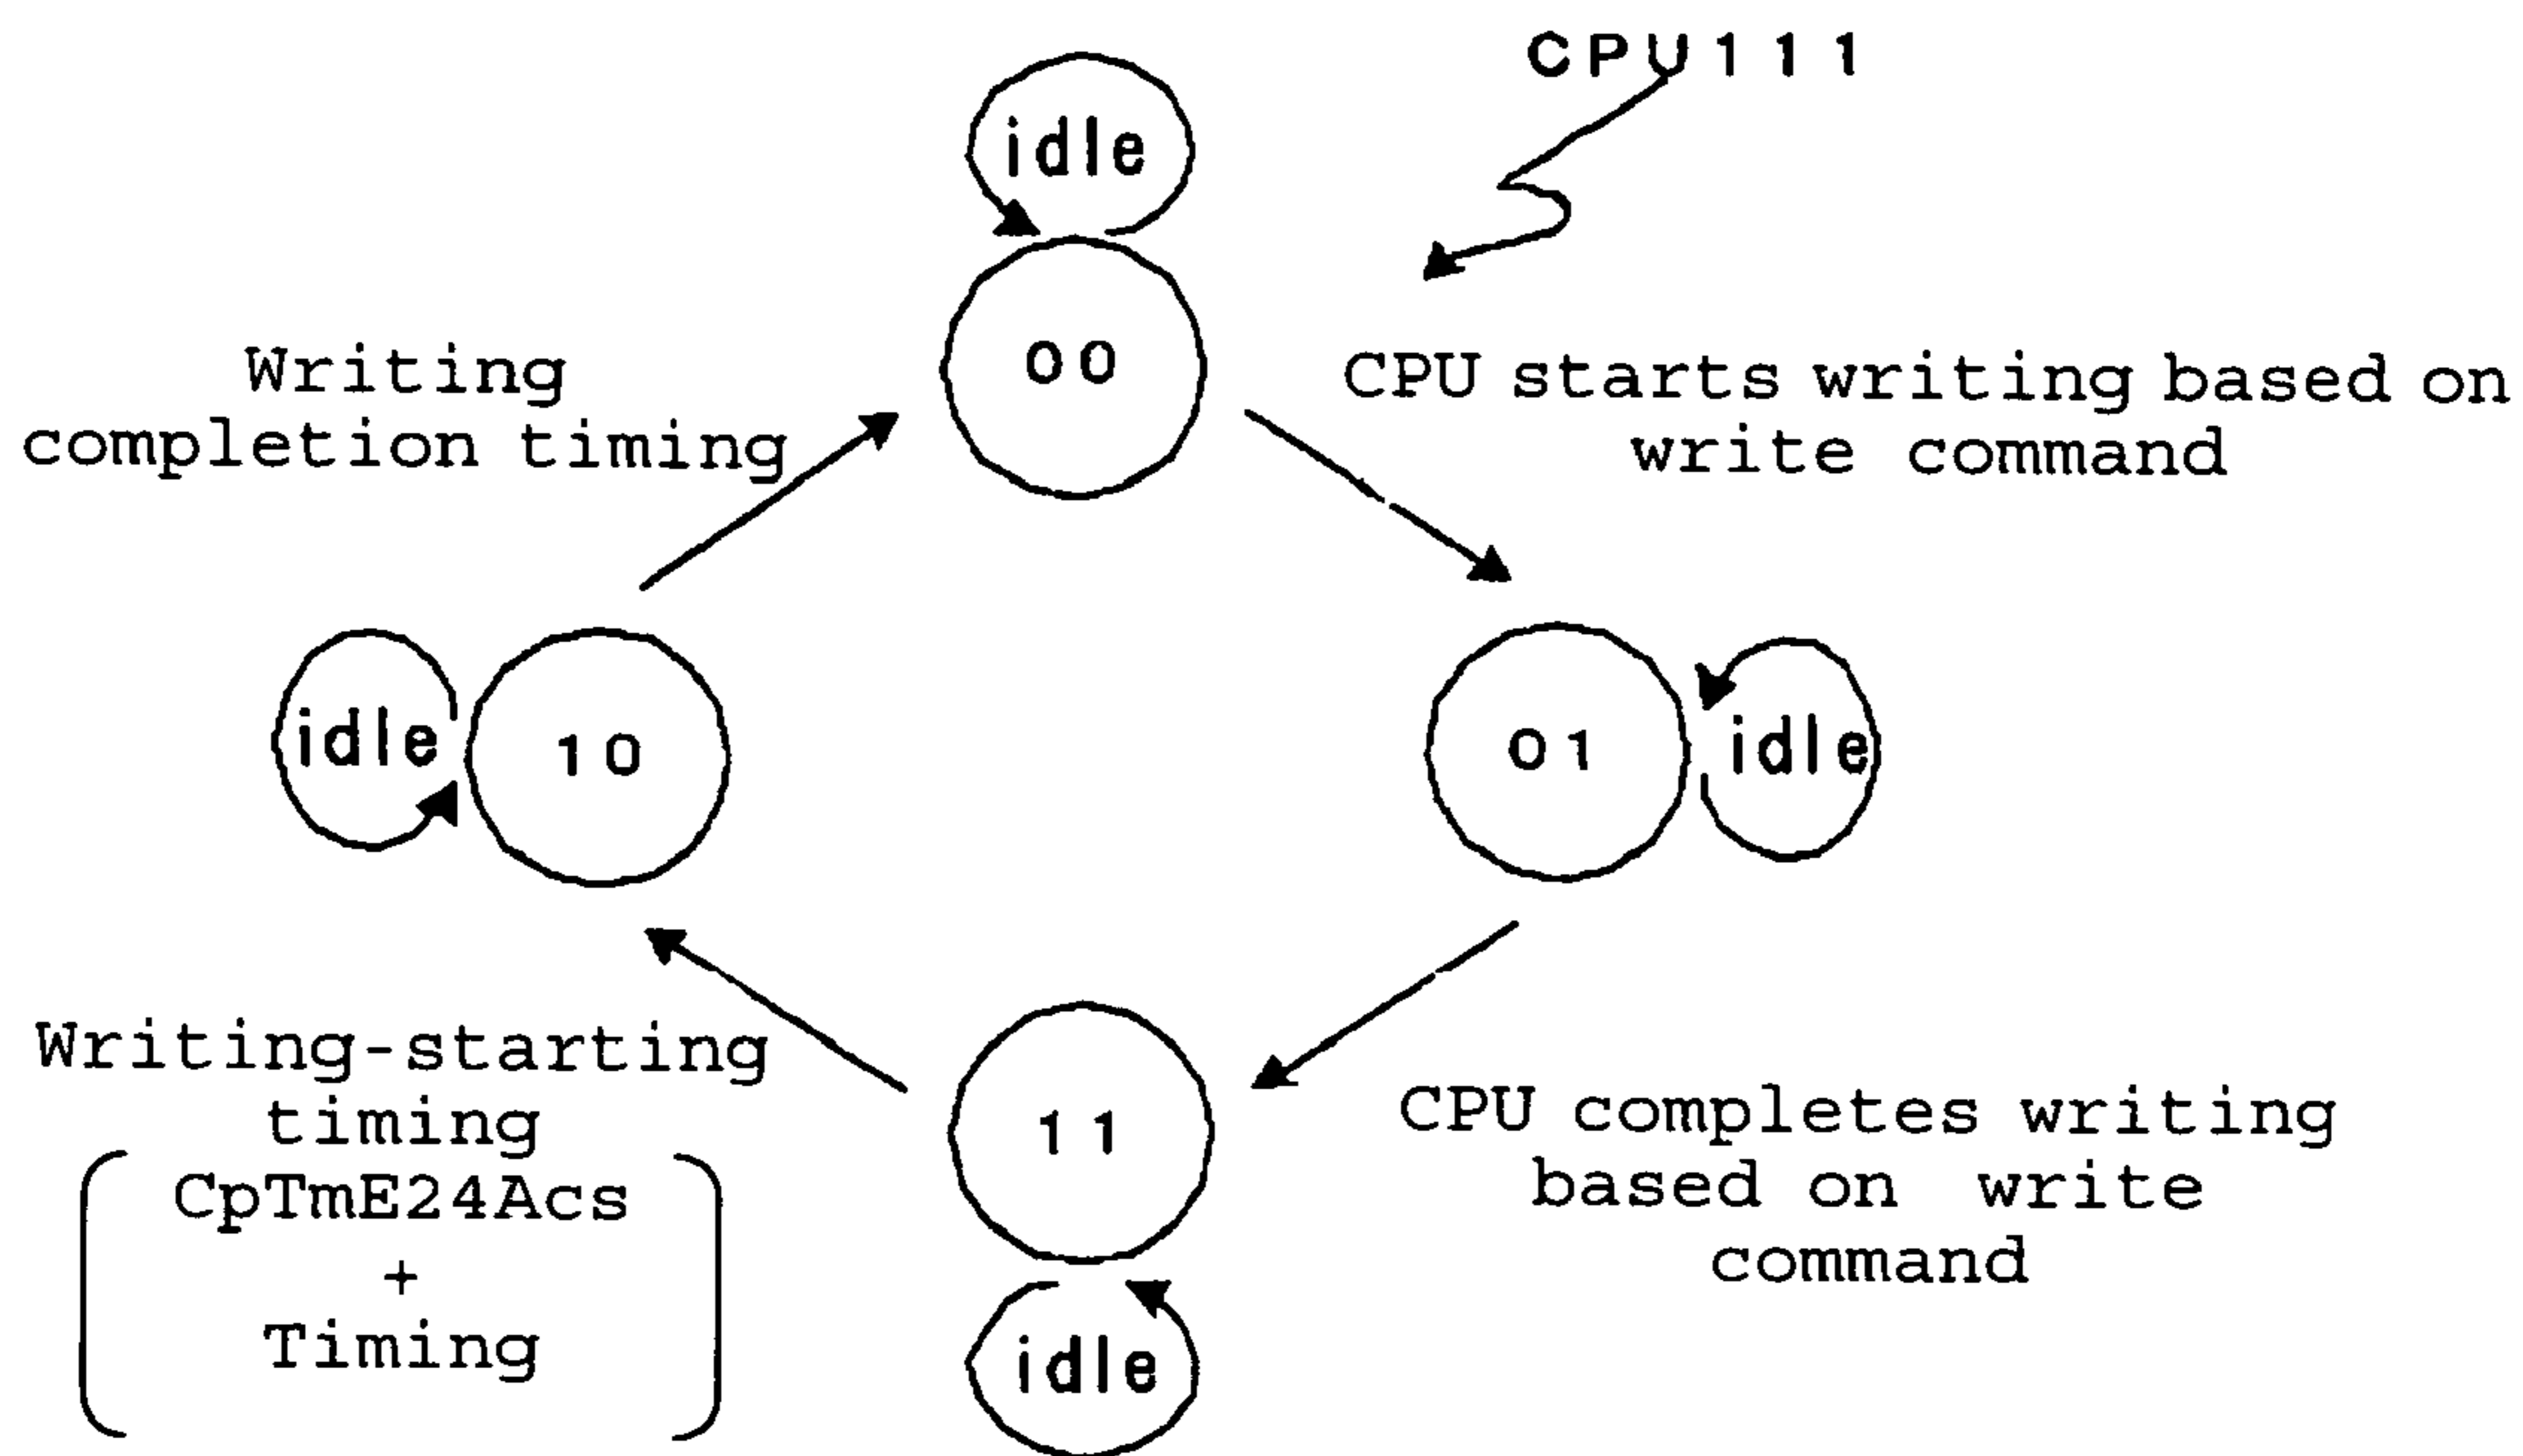 CPU111
idle
00
Writing
completion timing
CPU starts writing based on
write command
idle
10
01
idle
Writing-starting
timing
CpTmE24Acs
+
Timing
11
idle
CPU completes writing
based on write
command